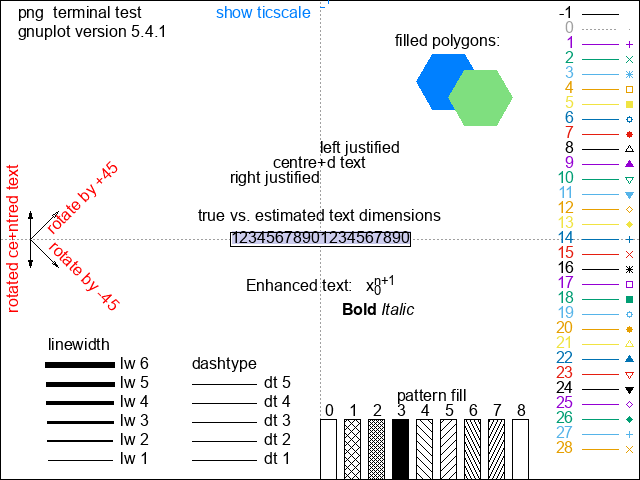 png  terminal test
gnuplot version 5.4.1
show ticscale
filled polygons:
left justified
centre+d text
right justified
rotated ce+ntred text
rotate by +45
rotate by -45
true vs. estimated text dimensions
12345678901234567890
Enhanced text:   x₀ⁿ⁺¹
Bold Italic
linewidth
lw 6
lw 5
lw 4
lw 3
lw 2
lw 1
dashtype
dt 5
dt 4
dt 3
dt 2
dt 1
pattern fill
0 1 2 3 4 5 6 7 8
-1
0
1
2
3
4
5
6
7
8
9
10
11
12
13
14
15
16
17
18
19
20
21
22
23
24
25
26
27
28